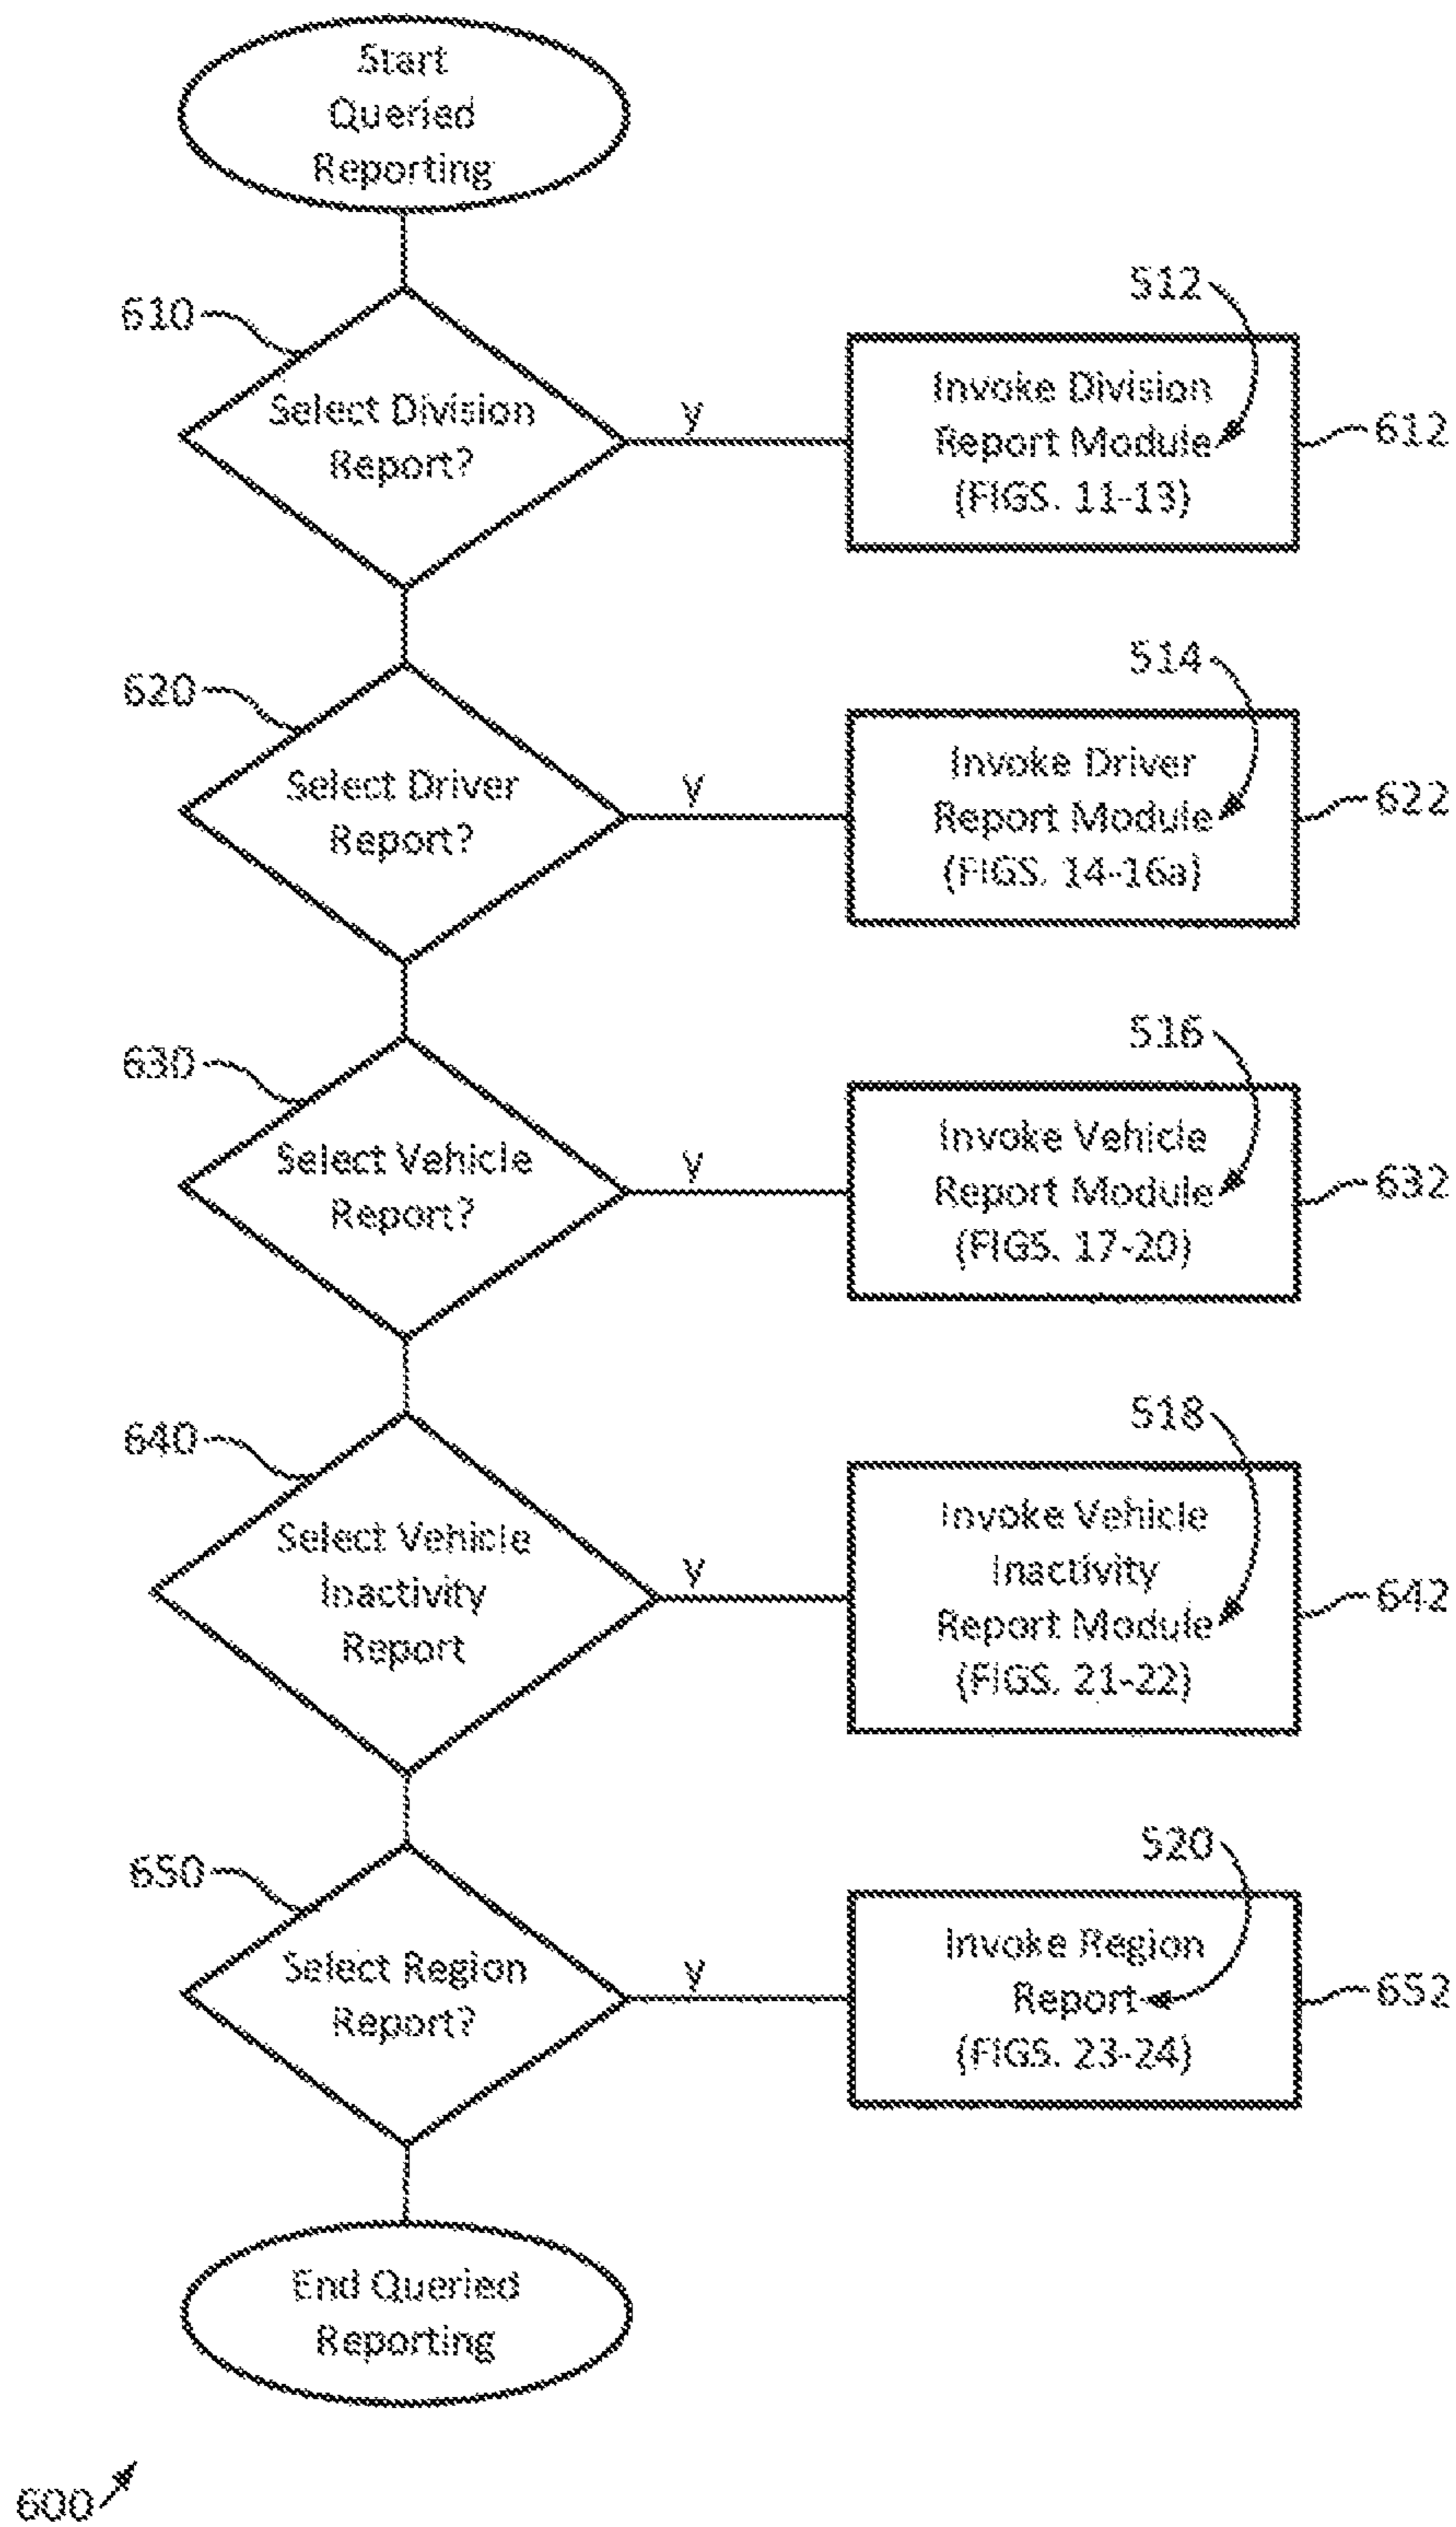 Start
Queried
Reporting
610
Select Division
Report?
y
512
Invoke Division
Report Module
(FIGS. 11-13)
612
620
Select Driver
Report?
y
514
Invoke Driver
Report Module
(FIGS. 14-16a)
622
630
Select Vehicle
Report?
y
516
Invoke Vehicle
Report Module
(FIGS. 17-20)
632
640
Select Vehicle
Inactivity
Report
y
518
Invoke Vehicle
Inactivity
Report Module
(FIGS. 21-22)
642
650
Select Region
Report?
y
520
Invoke Region
Report
(FIGS. 23-24)
652
End Queried
Reporting
600